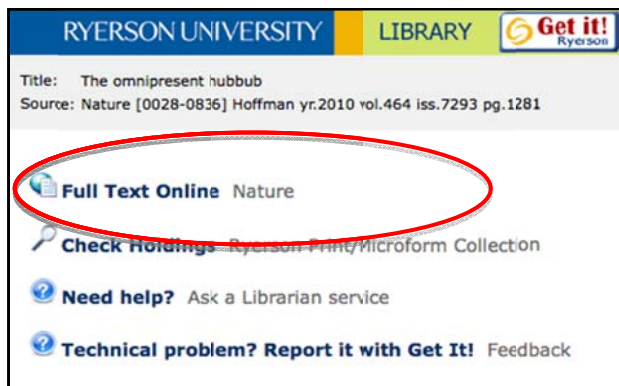 RYERSON UNIVERSITY LIBRARY Get it! Ryerson
Title: The omnipresent hubbub
Source: Nature [0028-0836] Hoffman yr.2010 vol.464 iss.7293 pg.1281
Full Text Online Nature
Check Holdings Ryerson Print/Microform Collection
Need help? Ask a Librarian service
Technical problem? Report it with Get It! Feedback